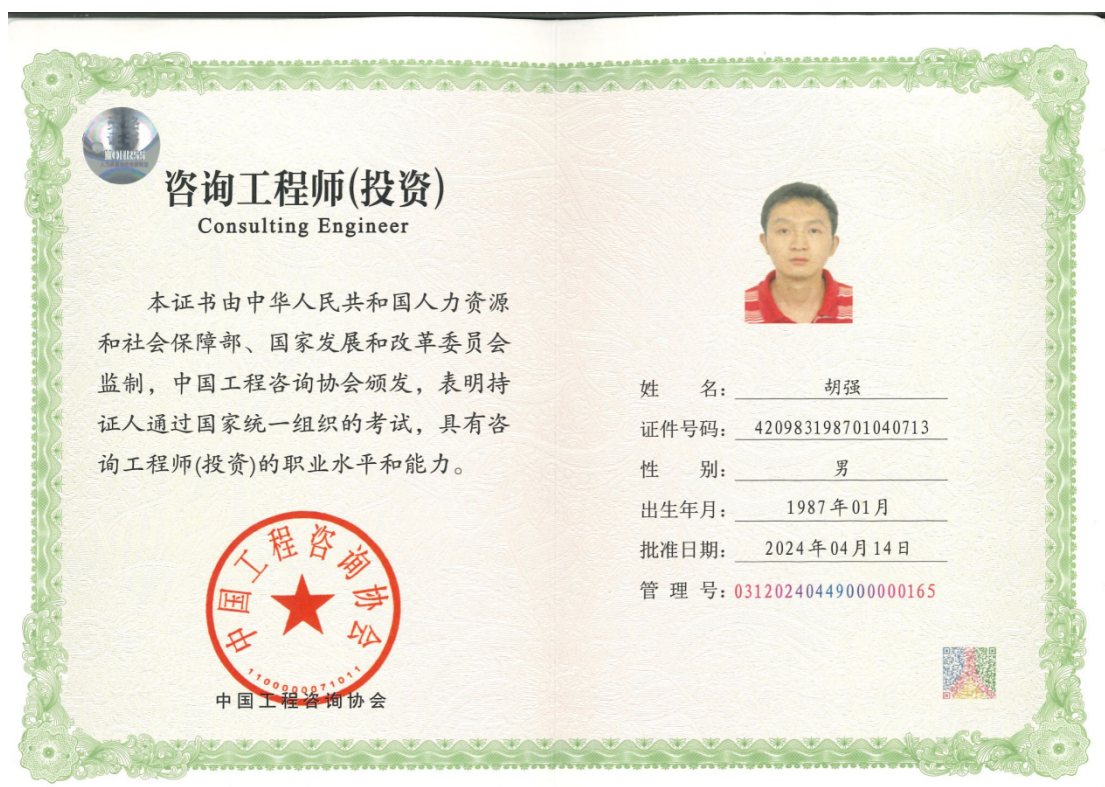 咨询工程师(投资)
Consulting Engineer
本证书由中华人民共和国人力资源
和社会保障部、国家发展和改革委员会
监制，中国工程咨询协会颁发，表明持
证人通过国家统一组织的考试，具有咨
询工程师(投资)的职业水平和能力。
中国工程咨询协会
1100000071011
中国工程咨询协会
姓 名：胡强
证件号码：420983198701040713
性 别：男
出生年月：1987年01月
批准日期：2024年04月14日
管 理 号：03120240449000000165